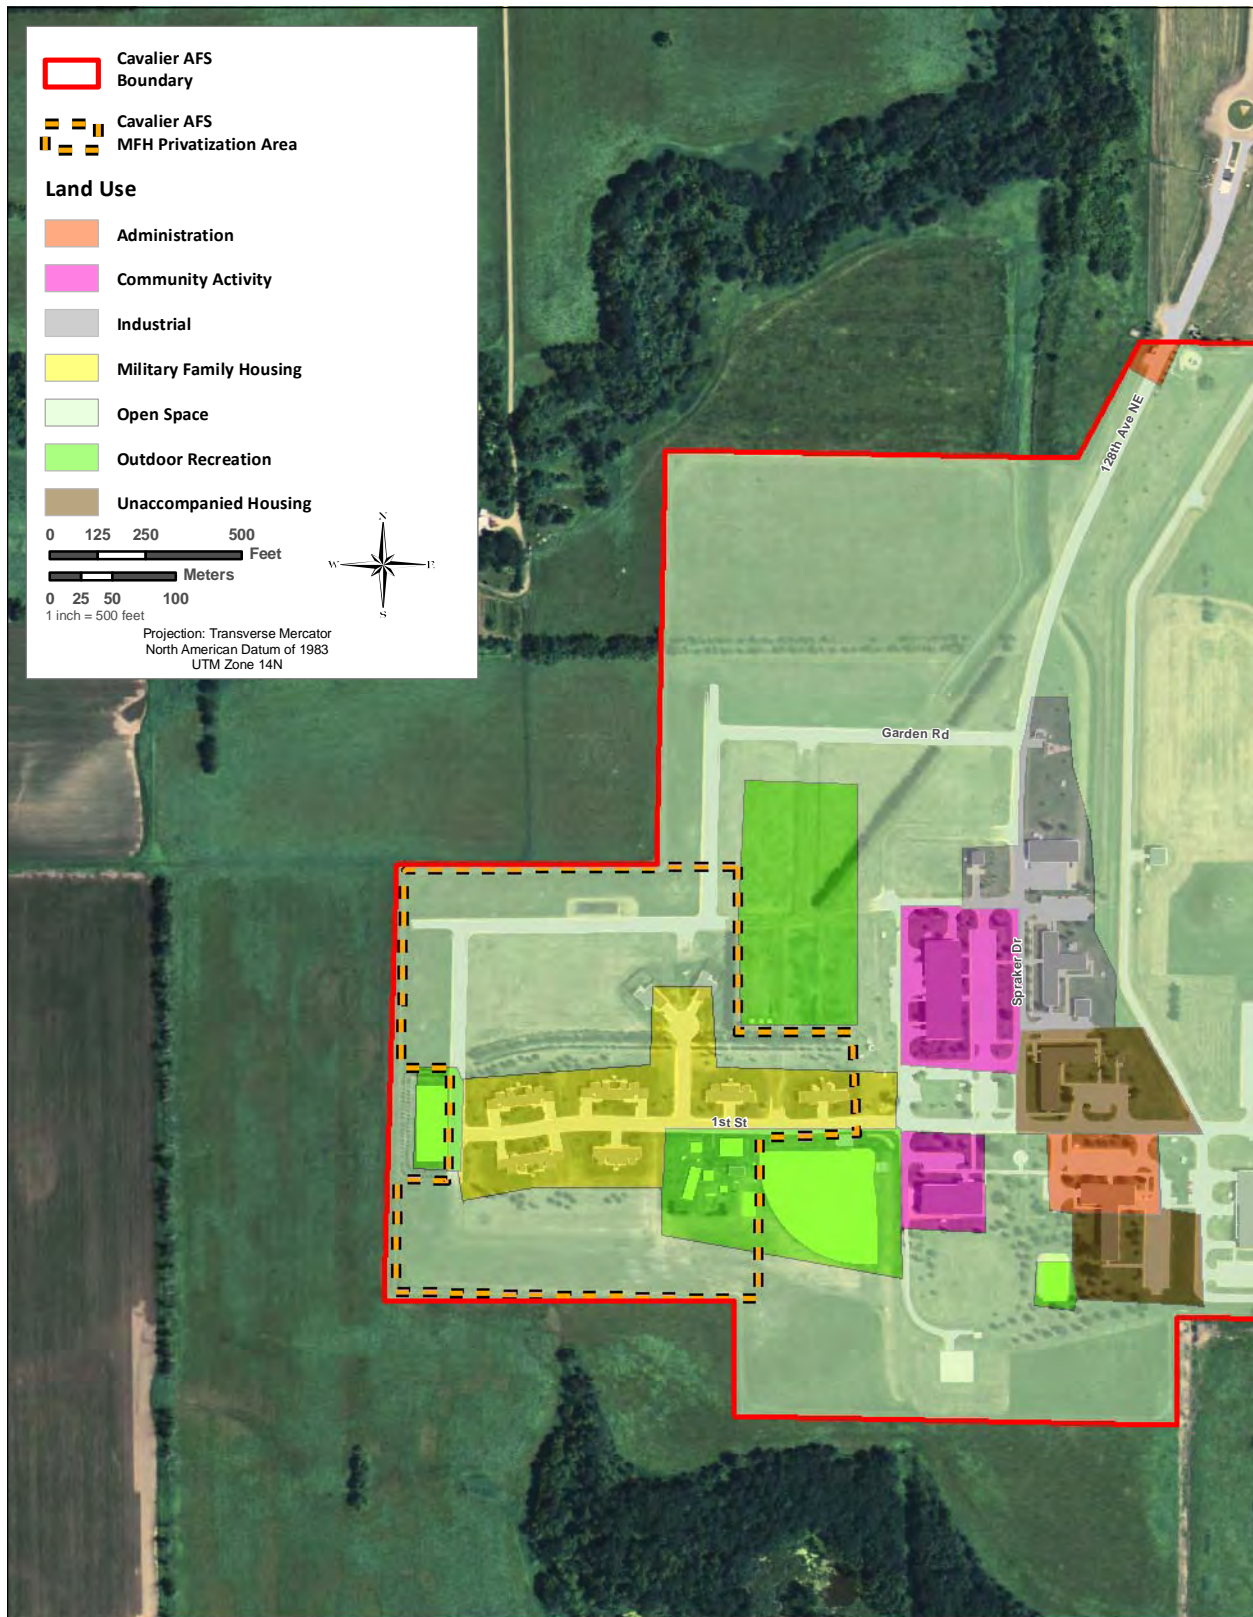 Cavalier AFS
Boundary
Cavalier AFS
MFH Privatization Area
Land Use
Administration
Community Activity
Industrial
Military Family Housing
Open Space
Outdoor Recreation
Unaccompanied Housing
0 125 250 500
Feet
Meters
0 25 50 100
1 inch = 500 feet
N
W E
S
Projection: Transverse Mercator
North American Datum of 1983
UTM Zone 14N
128th Ave NE
Garden Rd
Spraker Dr
1st St